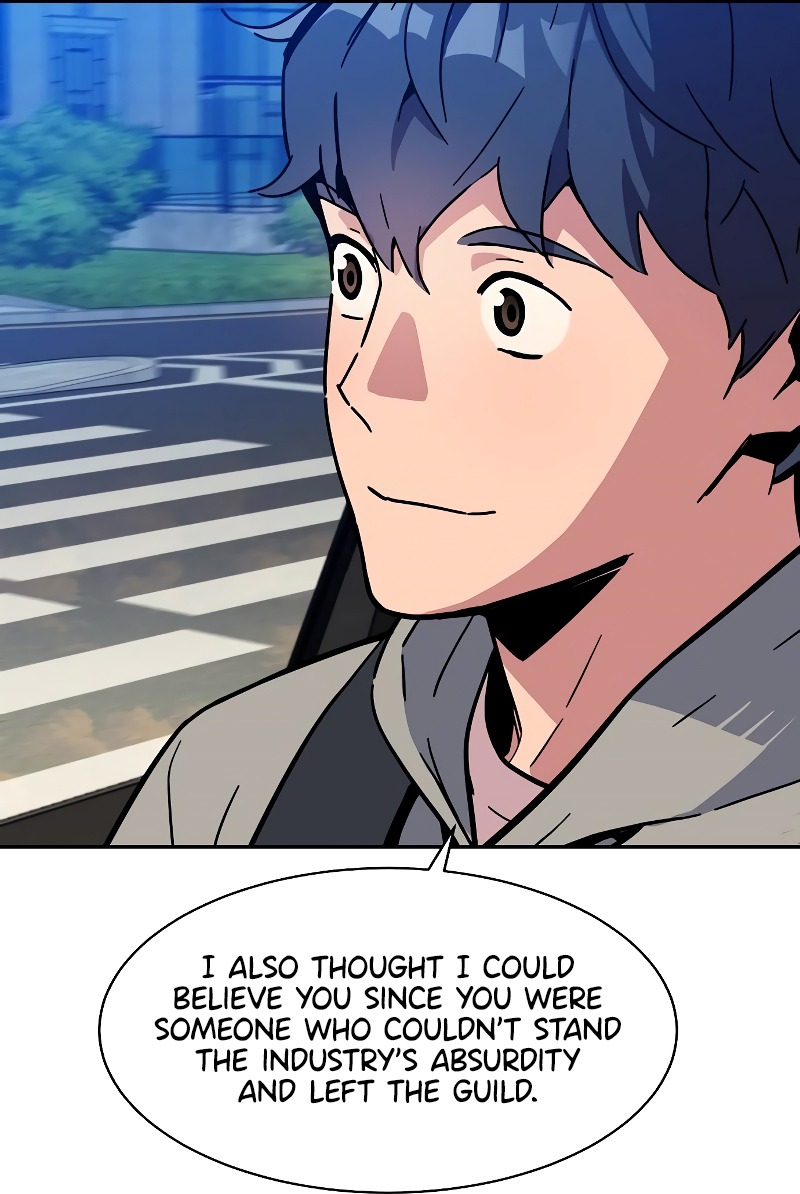 I ALSO THOUGHT I COULD
BELIEVE YOU SINCE YOU WERE
SOMEONE WHO COULDN'T STAND
THE INDUSTRY'S ABSURDITY
AND LEFT THE GUILD.